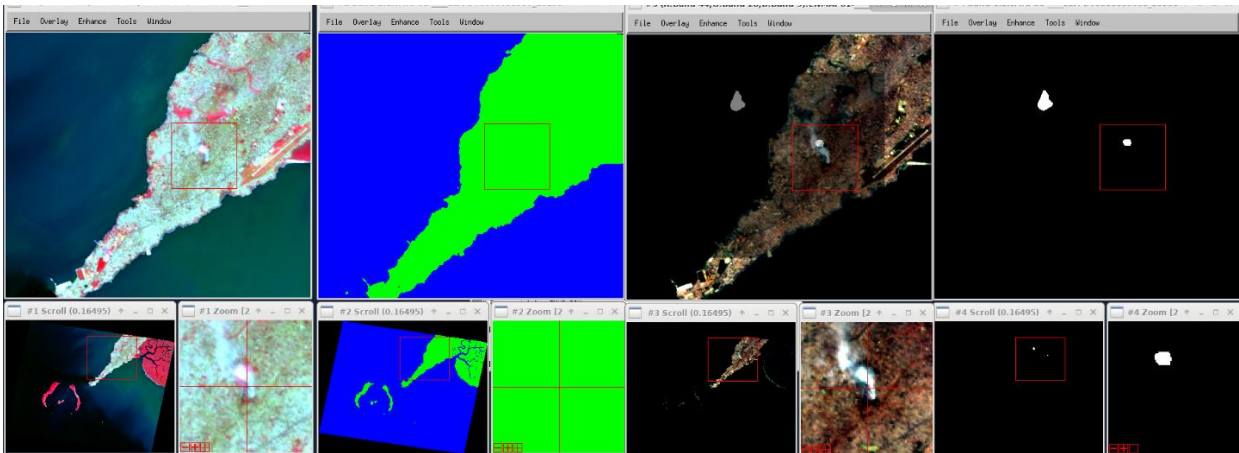 File Overlay Enhance Tools Window
File Overlay Enhance Tools Window
File Overlay Enhance Tools Window
File Overlay Enhance Tools Window
#1 Scroll (0.16495)
#1 Zoom [2
#2 Scroll (0.16495)
#2 Zoom [2
#3 Scroll (0.16495)
#3 Zoom [2
#4 Scroll (0.16495)
#4 Zoom [2